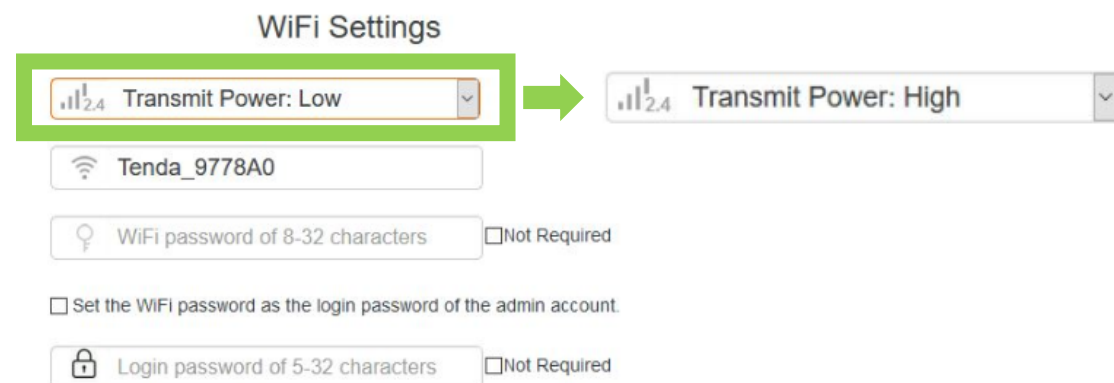 WiFi Settings
2.4 Transmit Power: Low
2.4 Transmit Power: High
Tenda_9778A0
WiFi password of 8-32 characters Not Required
Set the WiFi password as the login password of the admin account.
Login password of 5-32 characters Not Required